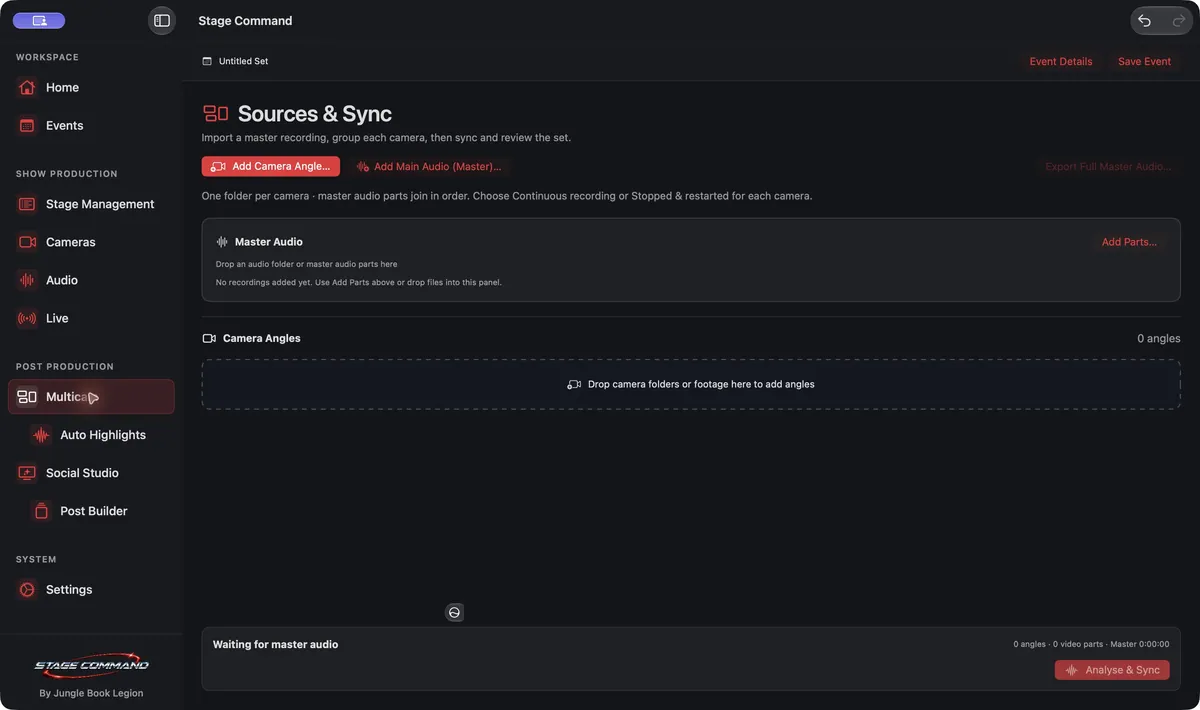 Stage Command
WORKSPACE
Home
Events
SHOW PRODUCTION
Stage Management
Cameras
Audio
Live
POST PRODUCTION
Auto Highlights
Social Studio
Post Builder
SYSTEM
Settings
STAGE COMMAND
By Jungle Book Legion
Untitled Set
Event Details
Save Event
Sources & Sync
Import a master recording, group each camera, then sync and review the set.
Add Camera Angle...
Add Main Audio (Master)...
Export Full Master Audio...
One folder per camera · master audio parts join in order. Choose Continuous recording or Stopped & restarted for each camera.
Master Audio
Add Parts...
Drop an audio folder or master audio parts here
No recordings added yet. Use Add Parts above or drop files into this panel.
Camera Angles
0 angles
Drop camera folders or footage here to add angles
Waiting for master audio
0 angles · 0 video parts · Master 0:00:00
Analyse & Sync